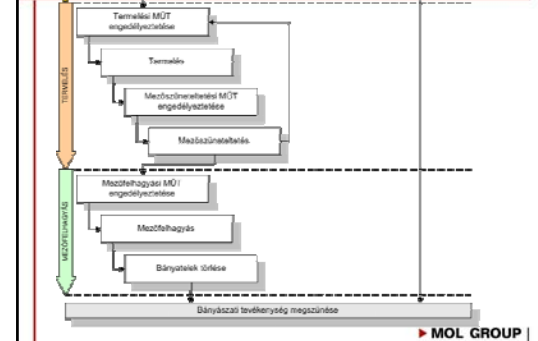 Termelési MŰT
engedélyeztetése
TERMELÉS
Termelés
Mezőszüneteltetési MŰT
engedélyeztetése
Mezőszüneteltetés
Mezőfelhagyási MŰT
engedélyeztetése
MEZŐFELHAGYÁS
Mezőfelhagyás
Bányatelek törlése
Bányászati tevékenység megszűnése
MOL GROUP